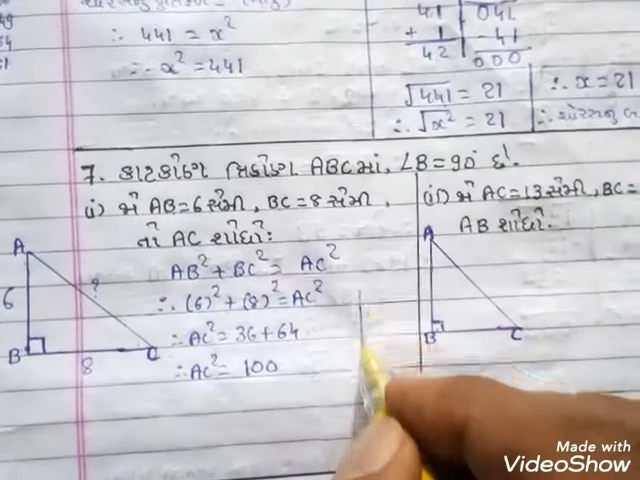 ∴ 441 = x²
∴ x² = 441
41 | 041
+ 1 | - 41
42 | 000
√441 = 21
∴ √x² = 21
∴ x = 21
7. કાટકોણ ત્રિકોણ ABC માં, ∠B = 90° છે.
(i) જો AB = 6 સેમી, BC = 8 સેમી,
તો AC શોધો:
AB² + BC² = AC²
∴ (6)² + (8)² = AC²
∴ AC² = 36 + 64
∴ AC² = 100
A
6
?
B
8
C
(ii) જો AC = 13 સેમી, BC =
AB શોધો:
A
B
C
Made with
VideoShow